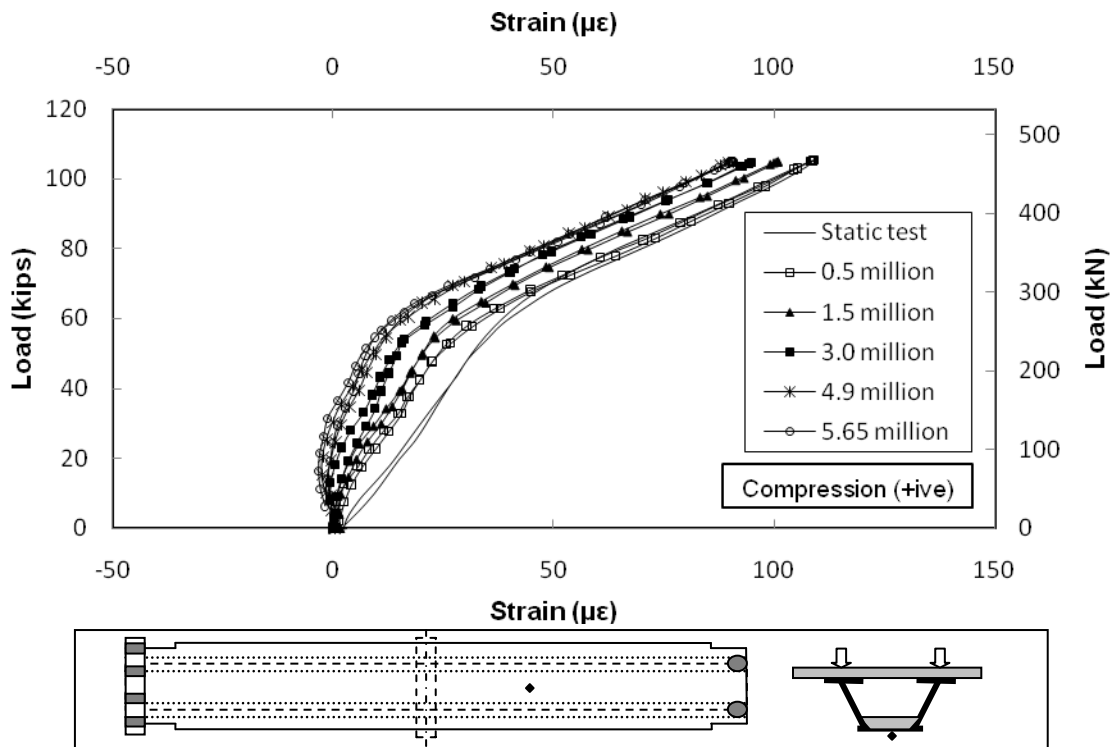 Strain (µε)
-50 0 50 100 150
120
100
80
60
40
20
0
Load (kips)
500
400
300
200
100
0
Load (kN)
Static test
0.5 million
1.5 million
3.0 million
4.9 million
5.65 million
Compression (+ive)
-50 0 50 100 150
Strain (µε)